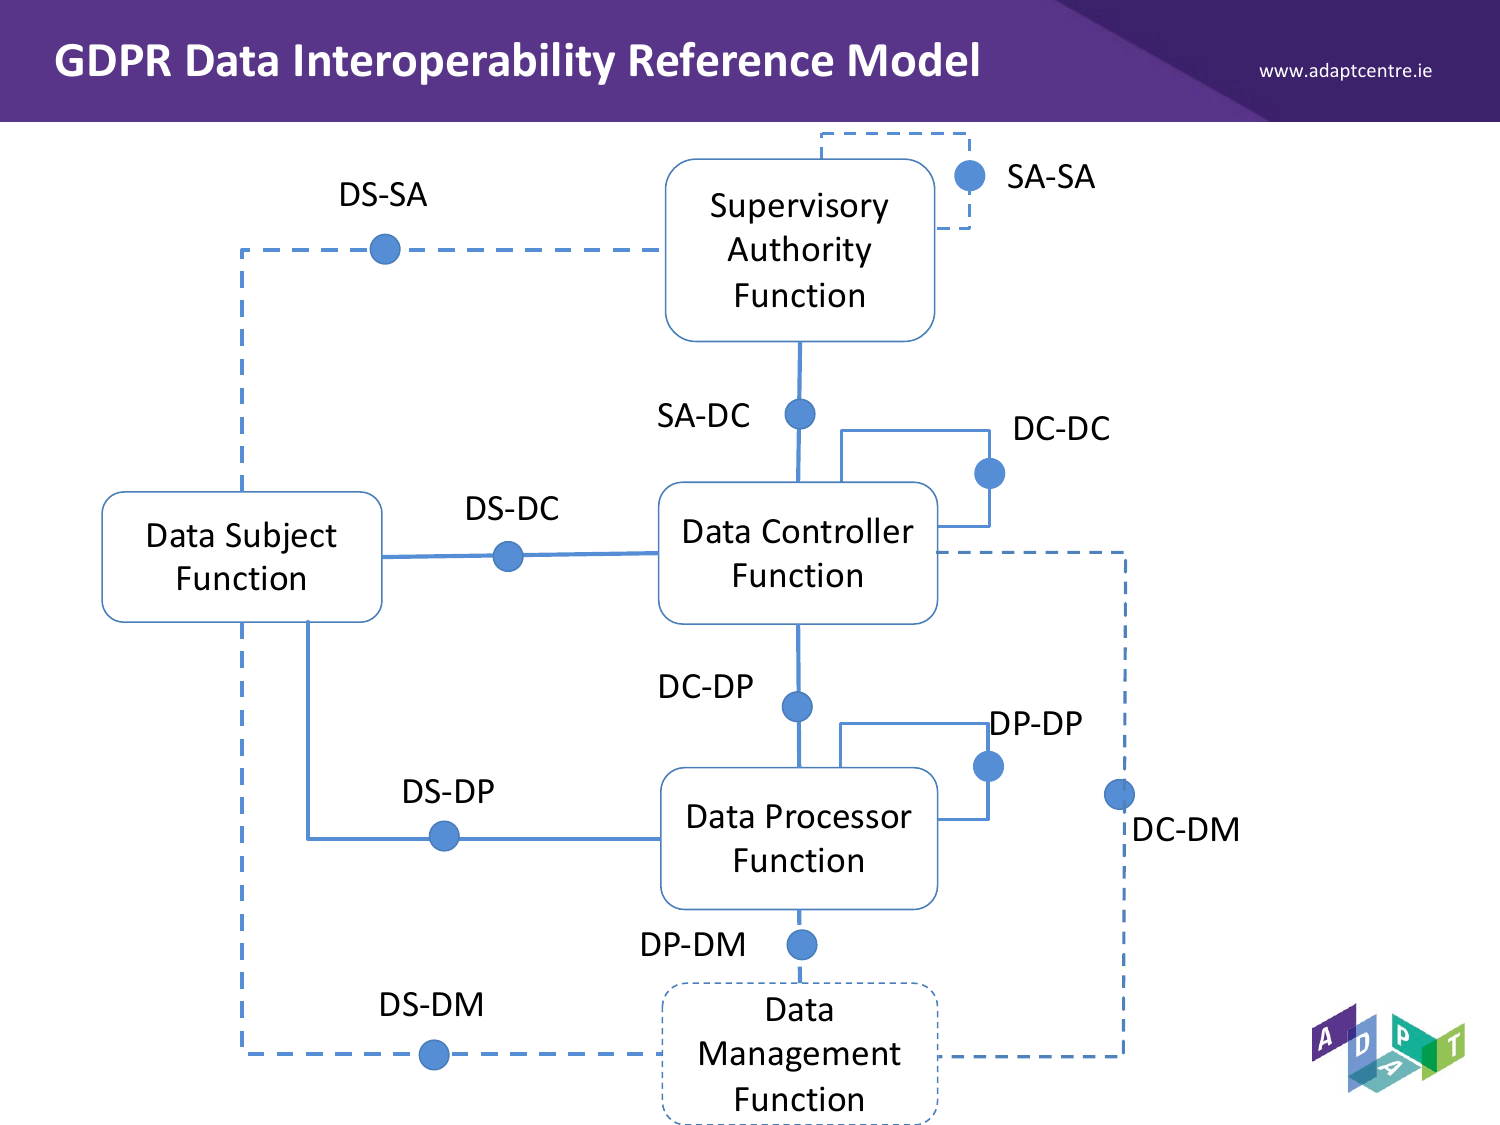 GDPR Data Interoperability Reference Model
www.adaptcentre.ie
SA-SA
DS-SA
Supervisory
Authority
Function
SA-DC
DC-DC
DS-DC
Data Subject
Function
Data Controller
Function
DC-DP
DP-DP
DS-DP
Data Processor
Function
DC-DM
DP-DM
DS-DM
Data
Management
Function
ADAPT